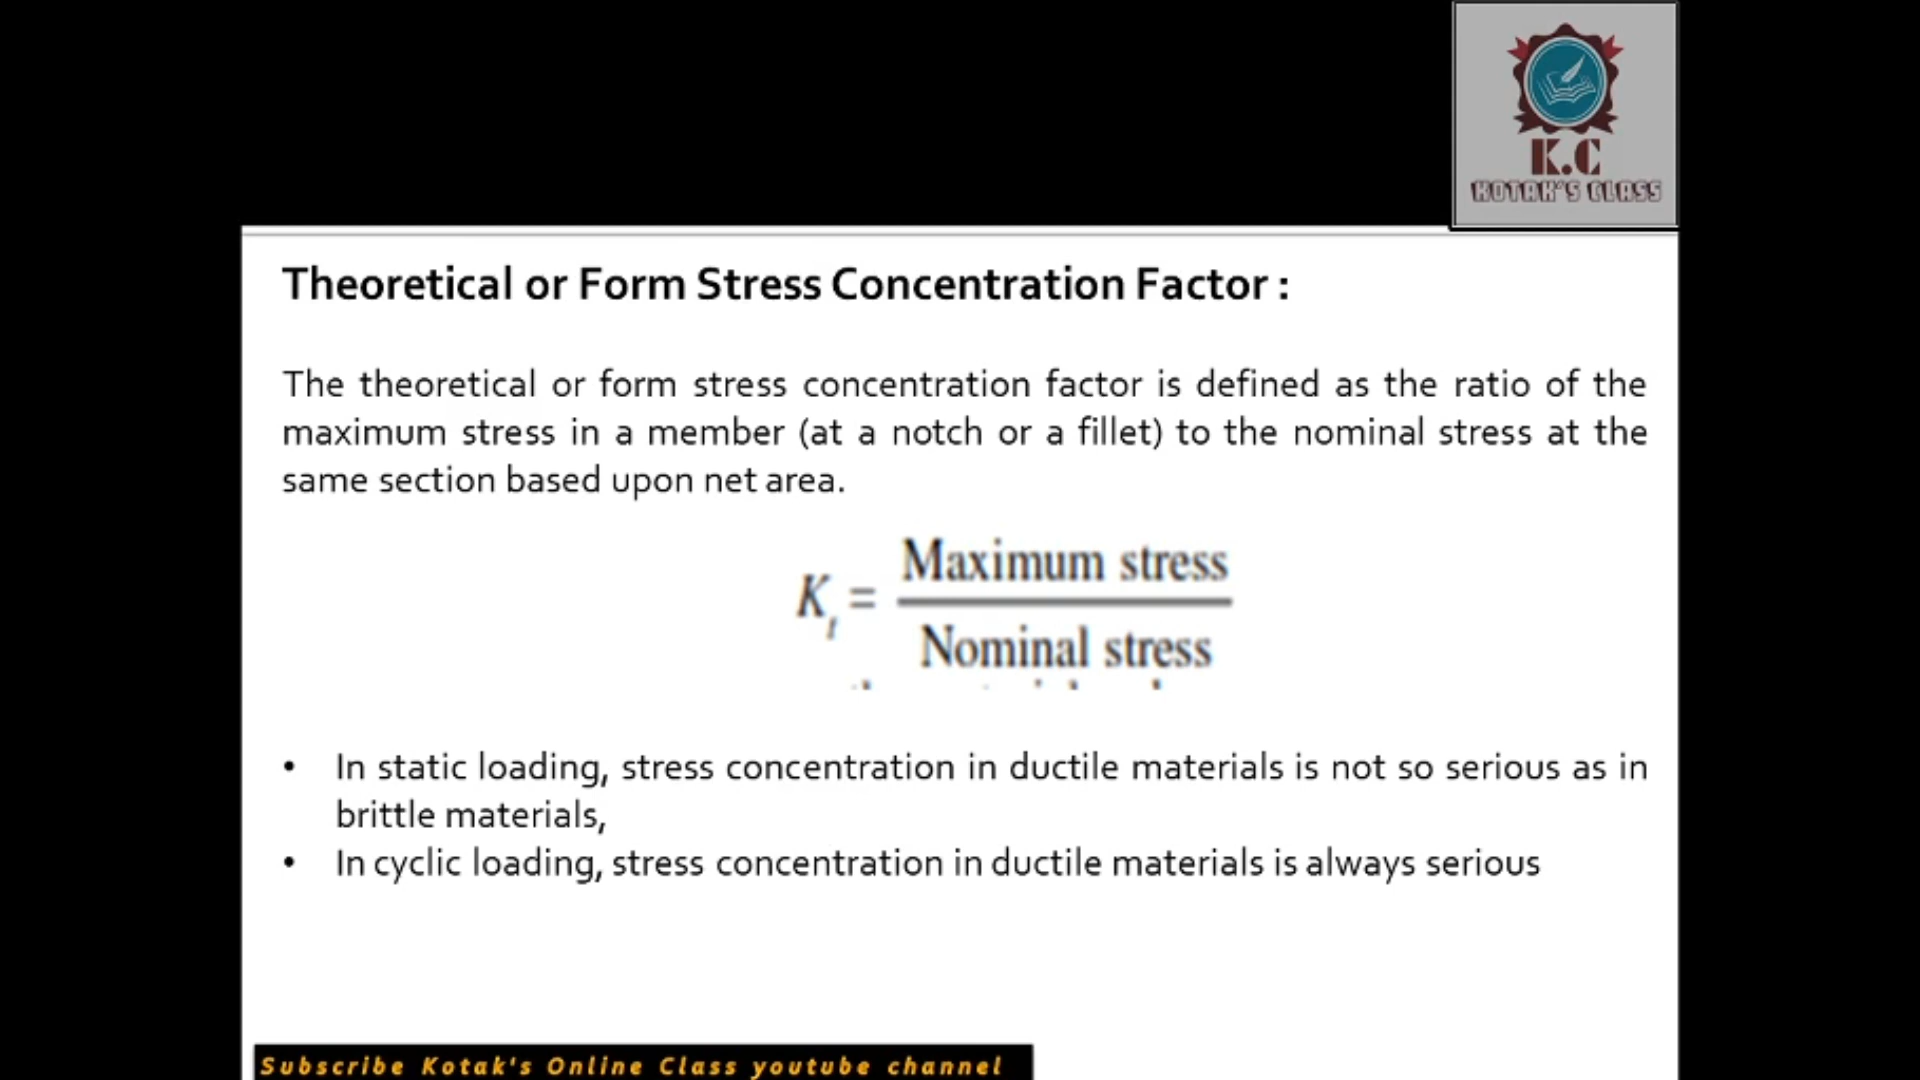 K.C
KOTAK'S CLASS
Theoretical or Form Stress Concentration Factor :
The theoretical or form stress concentration factor is defined as the ratio of the
maximum stress in a member (at a notch or a fillet) to the nominal stress at the
same section based upon net area.
K_t = Maximum stress / Nominal stress
• In static loading, stress concentration in ductile materials is not so serious as in
brittle materials,
• In cyclic loading, stress concentration in ductile materials is always serious
Subscribe Kotak's Online Class youtube channel